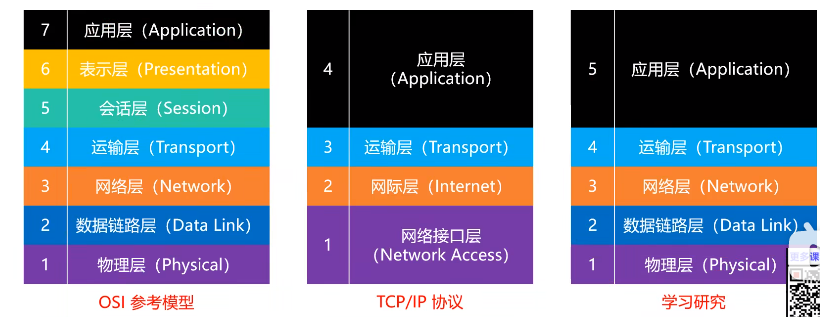 7 应用层（Application）
6 表示层（Presentation）
5 会话层（Session）
4 运输层（Transport）
3 网络层（Network）
2 数据链路层（Data Link）
1 物理层（Physical）
OSI 参考模型
4 应用层
（Application）
3 运输层（Transport）
2 网际层（Internet）
1 网络接口层
（Network Access）
TCP/IP 协议
5 应用层（Application）
4 运输层（Transport）
3 网络层（Network）
2 数据链路层（Data Link）
1 物理层（Physical）
学习研究
更多课